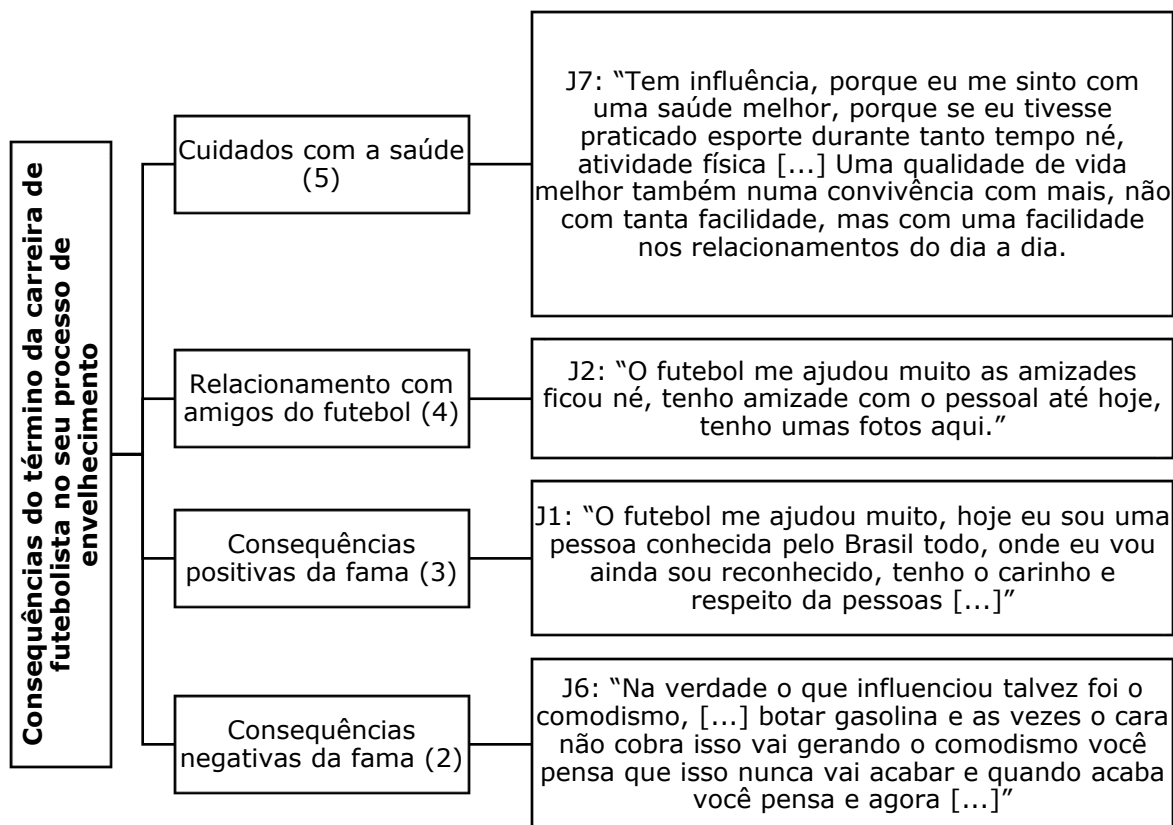 Consequências do término da carreira de
futebolista no seu processo de
envelhecimento
Cuidados com a saúde
(5)
J7: “Tem influência, porque eu me sinto com
uma saúde melhor, porque se eu tivesse
praticado esporte durante tanto tempo né,
atividade física [...] Uma qualidade de vida
melhor também numa convivência com mais, não
com tanta facilidade, mas com uma facilidade
nos relacionamentos do dia a dia.
Relacionamento com
amigos do futebol (4)
J2: “O futebol me ajudou muito as amizades
ficou né, tenho amizade com o pessoal até hoje,
tenho umas fotos aqui.”
Consequências
positivas da fama (3)
J1: “O futebol me ajudou muito, hoje eu sou uma
pessoa conhecida pelo Brasil todo, onde eu vou
ainda sou reconhecido, tenho o carinho e
respeito da pessoas [...]”
Consequências
negativas da fama (2)
J6: “Na verdade o que influenciou talvez foi o
comodismo, [...] botar gasolina e as vezes o cara
não cobra isso vai gerando o comodismo você
pensa que isso nunca vai acabar e quando acaba
você pensa e agora [...]”